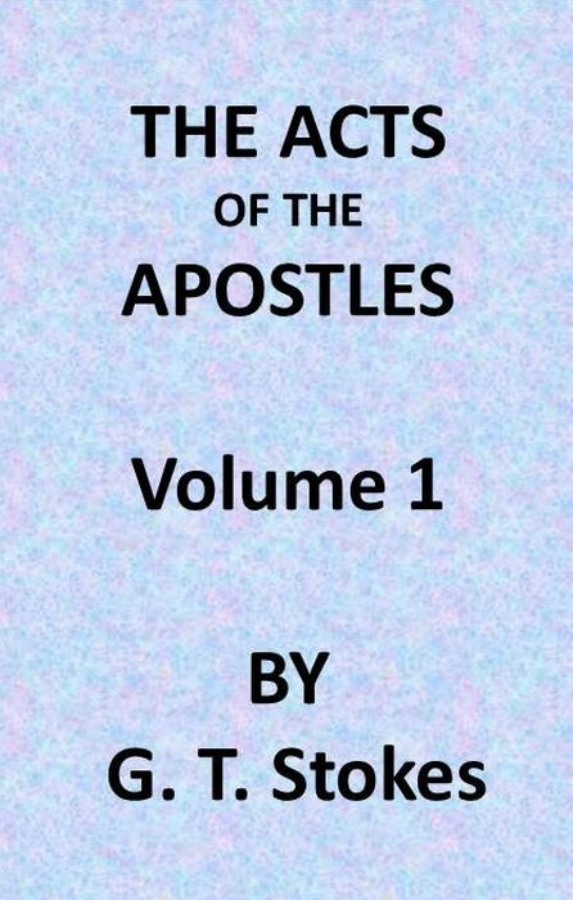 THE ACTS
OF THE
APOSTLES
Volume 1
BY
G. T. Stokes